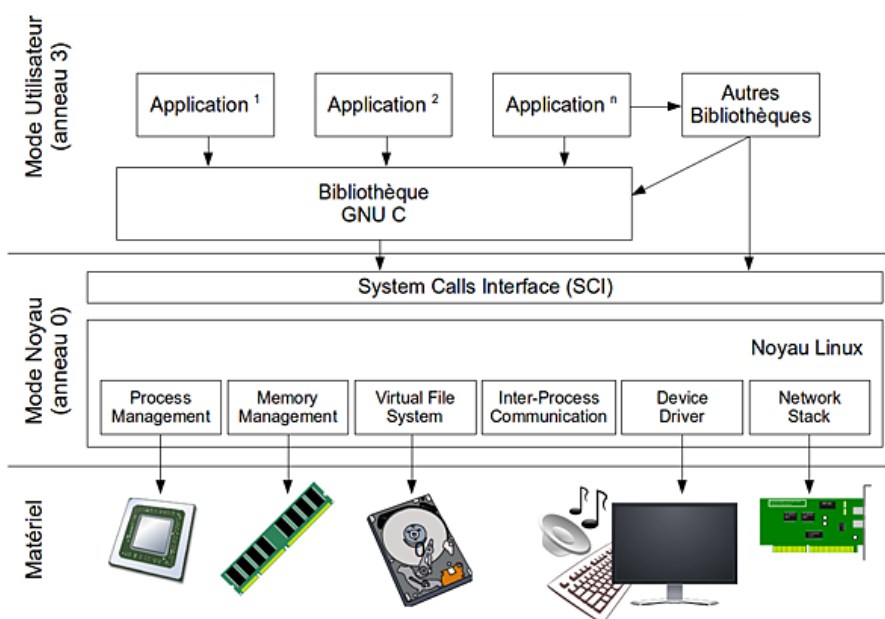 Mode Utilisateur
(anneau 3)
Application ¹
Application ²
Application ⁿ
Autres
Bibliothèques
Bibliothèque
GNU C
Mode Noyau
(anneau 0)
System Calls Interface (SCI)
Noyau Linux
Process
Management
Memory
Management
Virtual File
System
Inter-Process
Communication
Device
Driver
Network
Stack
Matériel